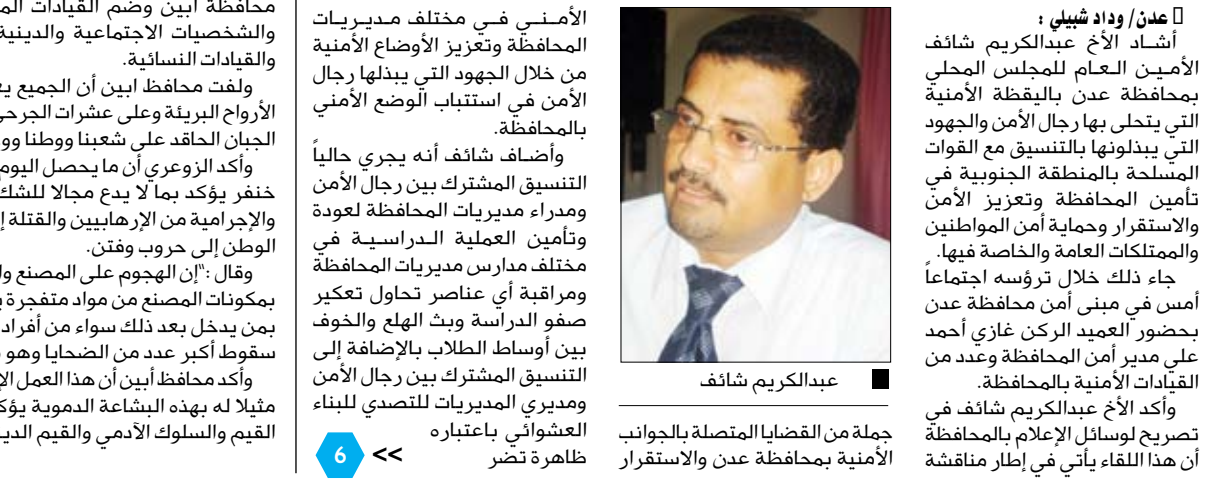 عدن/ وداد شبيلي :
أشاد الأخ عبدالكريم شائف
الأمين العام للمجلس المحلي
بمحافظة عدن باليقظة الأمنية
التي يتحلى بها رجال الأمن والجهود
التي يبذلونها بالتنسيق مع القوات
المسلحة بالمنطقة الجنوبية في
تأمين المحافظة وتعزيز الأمن
والاستقرار وحماية أمن المواطنين
والممتلكات العامة والخاصة فيها.
جاء ذلك خلال ترؤسه اجتماعاً
أمس في مبنى أمن محافظة عدن
بحضور العميد الركن غازي أحمد
علي مدير أمن المحافظة وعدد من
القيادات الأمنية بالمحافظة.
وأكد الأخ عبدالكريم شائف في
تصريح لوسائل الإعلام بالمحافظة
أن هذا اللقاء يأتي في إطار مناقشة
عبدالكريم شائف
جملة من القضايا المتصلة بالجوانب
الأمنية بمحافظة عدن والاستقرار
الأمني في مختلف مديريات
المحافظة وتعزيز الأوضاع الأمنية
من خلال الجهود التي يبذلها رجال
الأمن في استتباب الوضع الأمني
بالمحافظة.
وأضاف شائف أنه يجري حالياً
التنسيق المشترك بين رجال الأمن
ومدراء مديريات المحافظة لعودة
وتأمين العملية الدراسية في
مختلف مدارس مديريات المحافظة
ومراقبة أي عناصر تحاول تعكير
صفو الدراسة وبث الهلع والخوف
بين أوساط الطلاب بالإضافة إلى
التنسيق المشترك بين رجال الأمن
ومديري المديريات للتصدي للبناء
العشوائي باعتباره
ظاهرة تضر >> 6
محافظة أبين وضم القيادات
والشخصيات الاجتماعية والدينية
والقيادات النسائية.
ولفت محافظ ابين أن الجميع
الأرواح البريئة وعلى عشرات
الجبان الحاقد على شعبنا ووطنا
وأكد الزوعري أن ما يحصل اليوم
خنفر يؤكد بما لا يدع مجالا للشك
والإجرامية من الإرهابيين والقتلة
الوطن إلى حروب وفتن.
وقال :"إن الهجوم على المصنع
بمكونات المصنع من مواد متفجرة
بمن يدخل بعد ذلك سواء من أفراد
سقوط أكبر عدد من الضحايا وهو
وأكد محافظ أبين أن هذا العمل
مثيلا له بهذه البشاعة الدموية
القيم والسلوك الآدمي والقيم